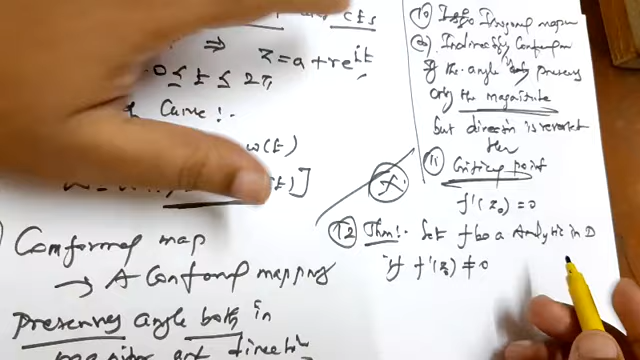 ⇒ z = a + re^{it}
0 ≤ t ≤ 2π
Curve :-
w(t)
Conformal map
→ A Conformal mapping
preserving angle both in
direction
(10) Isogonal mapping
Indirectly Conformal
If the angle preserves
only the magnitude
but direction is reversed
then
(11) Critical point
f'(z₀) = 0
(12) Thm :- Let f be a Analytic in D
if f'(z₀) ≠ 0